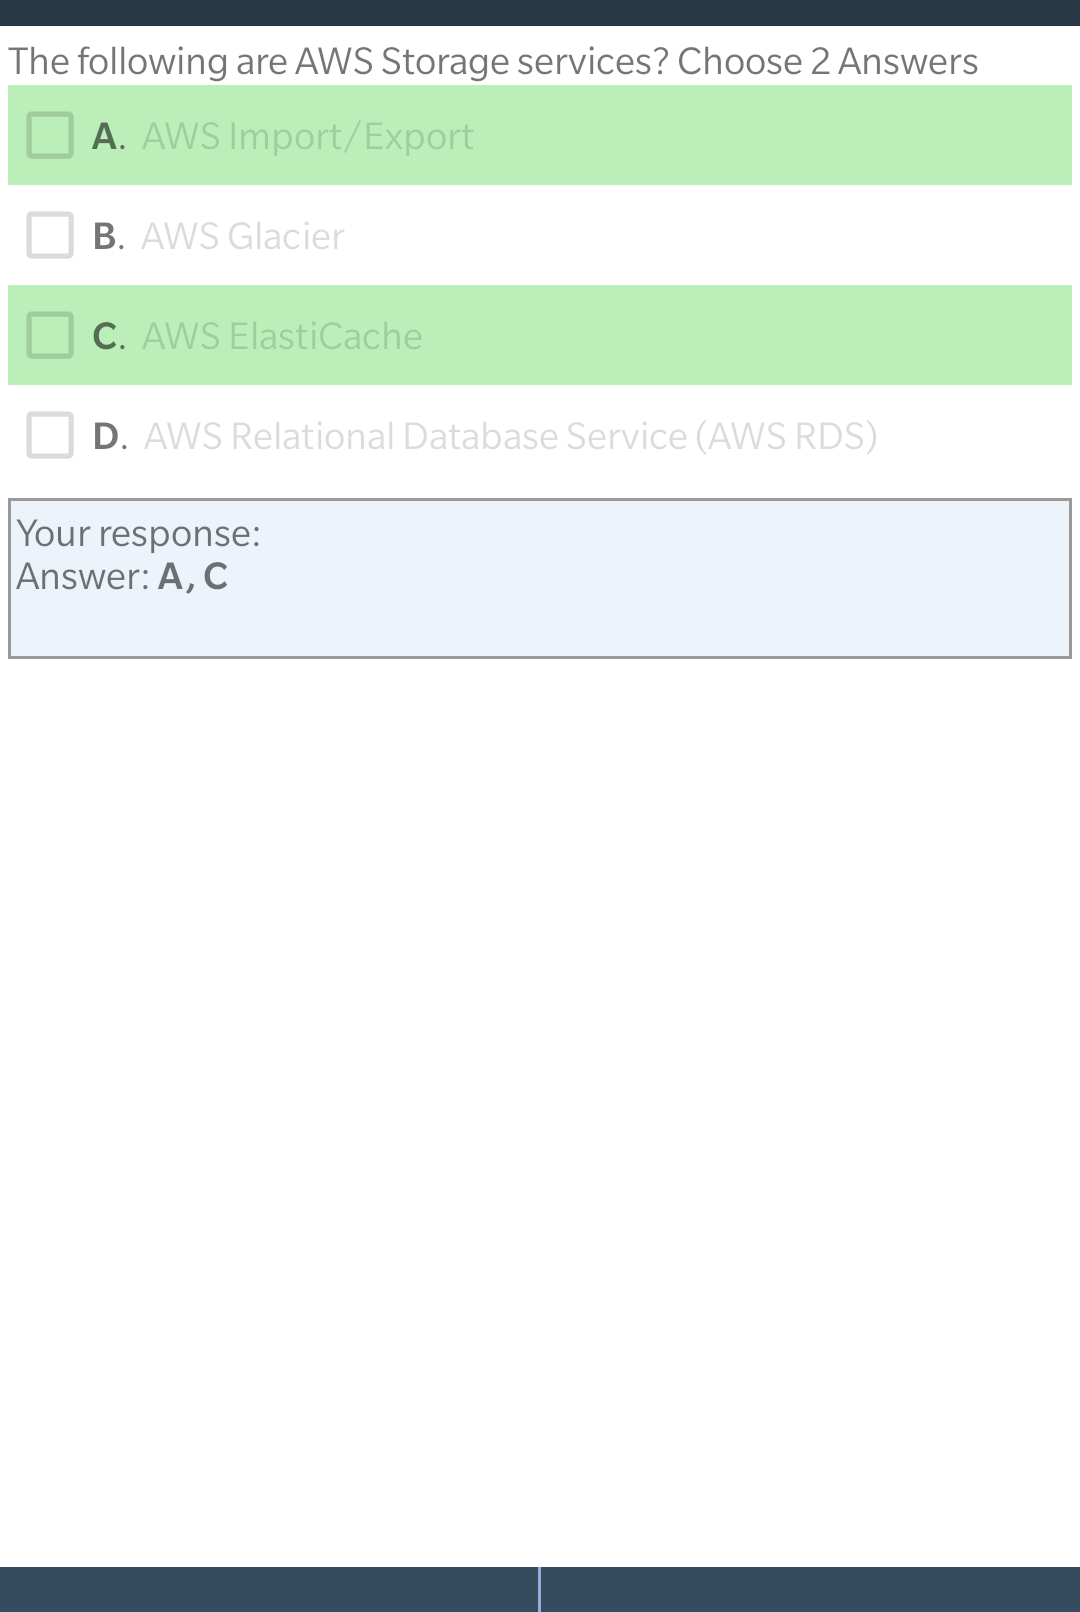 The following are AWS Storage services? Choose 2 Answers
A. AWS Import/Export
B. AWS Glacier
C. AWS ElastiCache
D. AWS Relational Database Service (AWS RDS)
Your response:
Answer: A, C